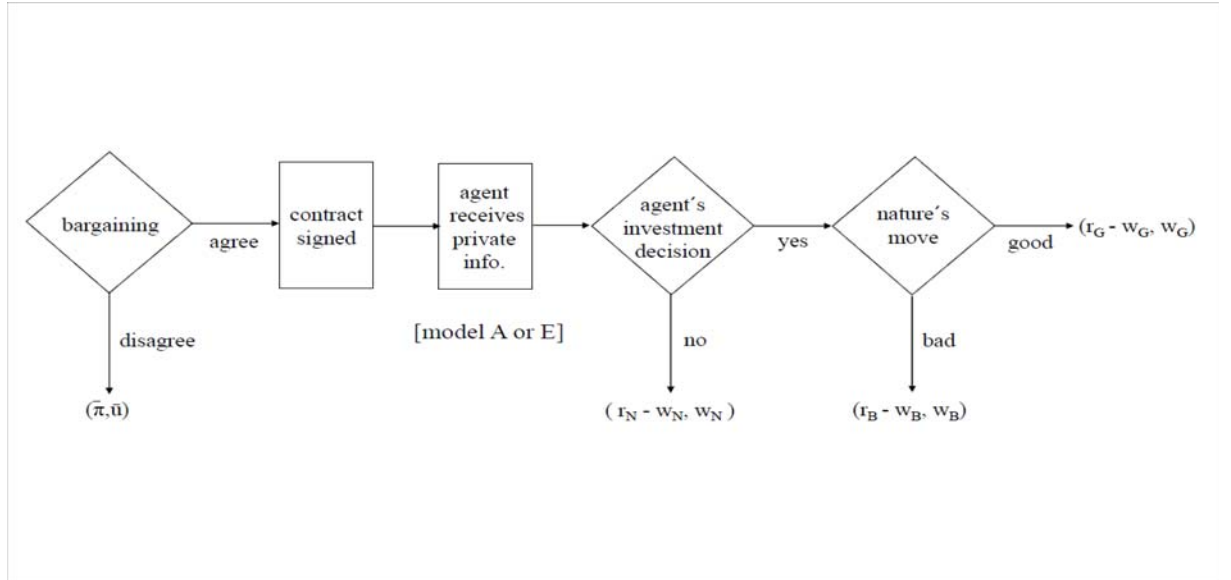 bargaining
agree
disagree
(π̄,ū)
contract
signed
agent
receives
private
info.
[model A or E]
agent´s
investment
decision
yes
no
( r_N - w_N, w_N )
nature´s
move
good
(r_G - w_G, w_G)
bad
(r_B - w_B, w_B)